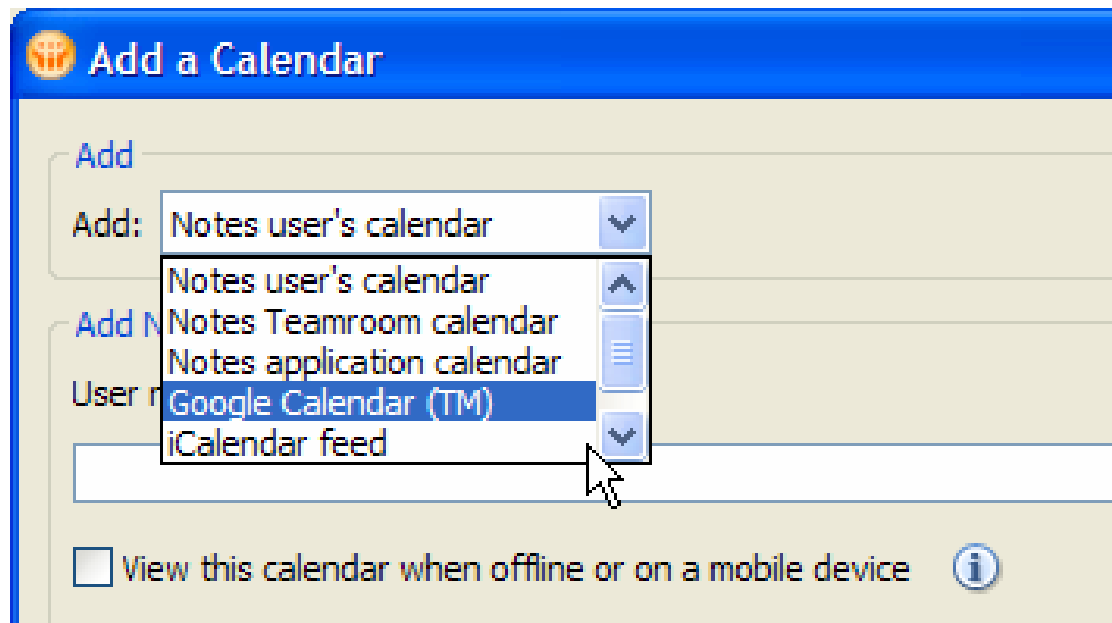 Add a Calendar
Add
Add: Notes user's calendar
Notes user's calendar
Notes Teamroom calendar
Add
Notes application calendar
User
Google Calendar (TM)
iCalendar feed
View this calendar when offline or on a mobile device